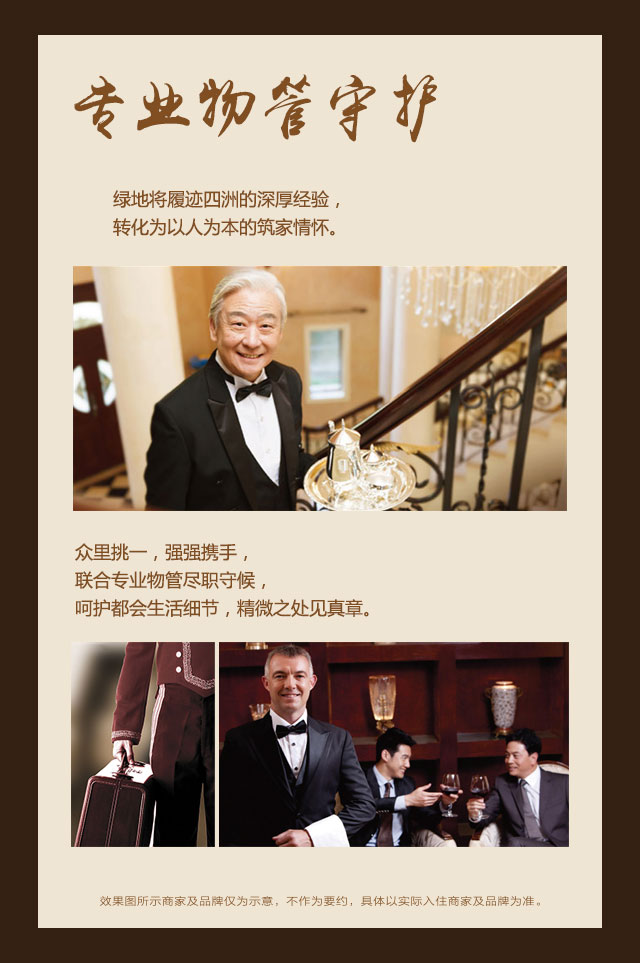 专业物管守护
绿地将履迹四洲的深厚经验，
转化为以人为本的筑家情怀。
众里挑一，强强携手，
联合专业物管尽职守候，
呵护都会生活细节，精微之处见真章。
效果图所示商家及品牌仅为示意，不作为要约，具体以实际入住商家及品牌为准。